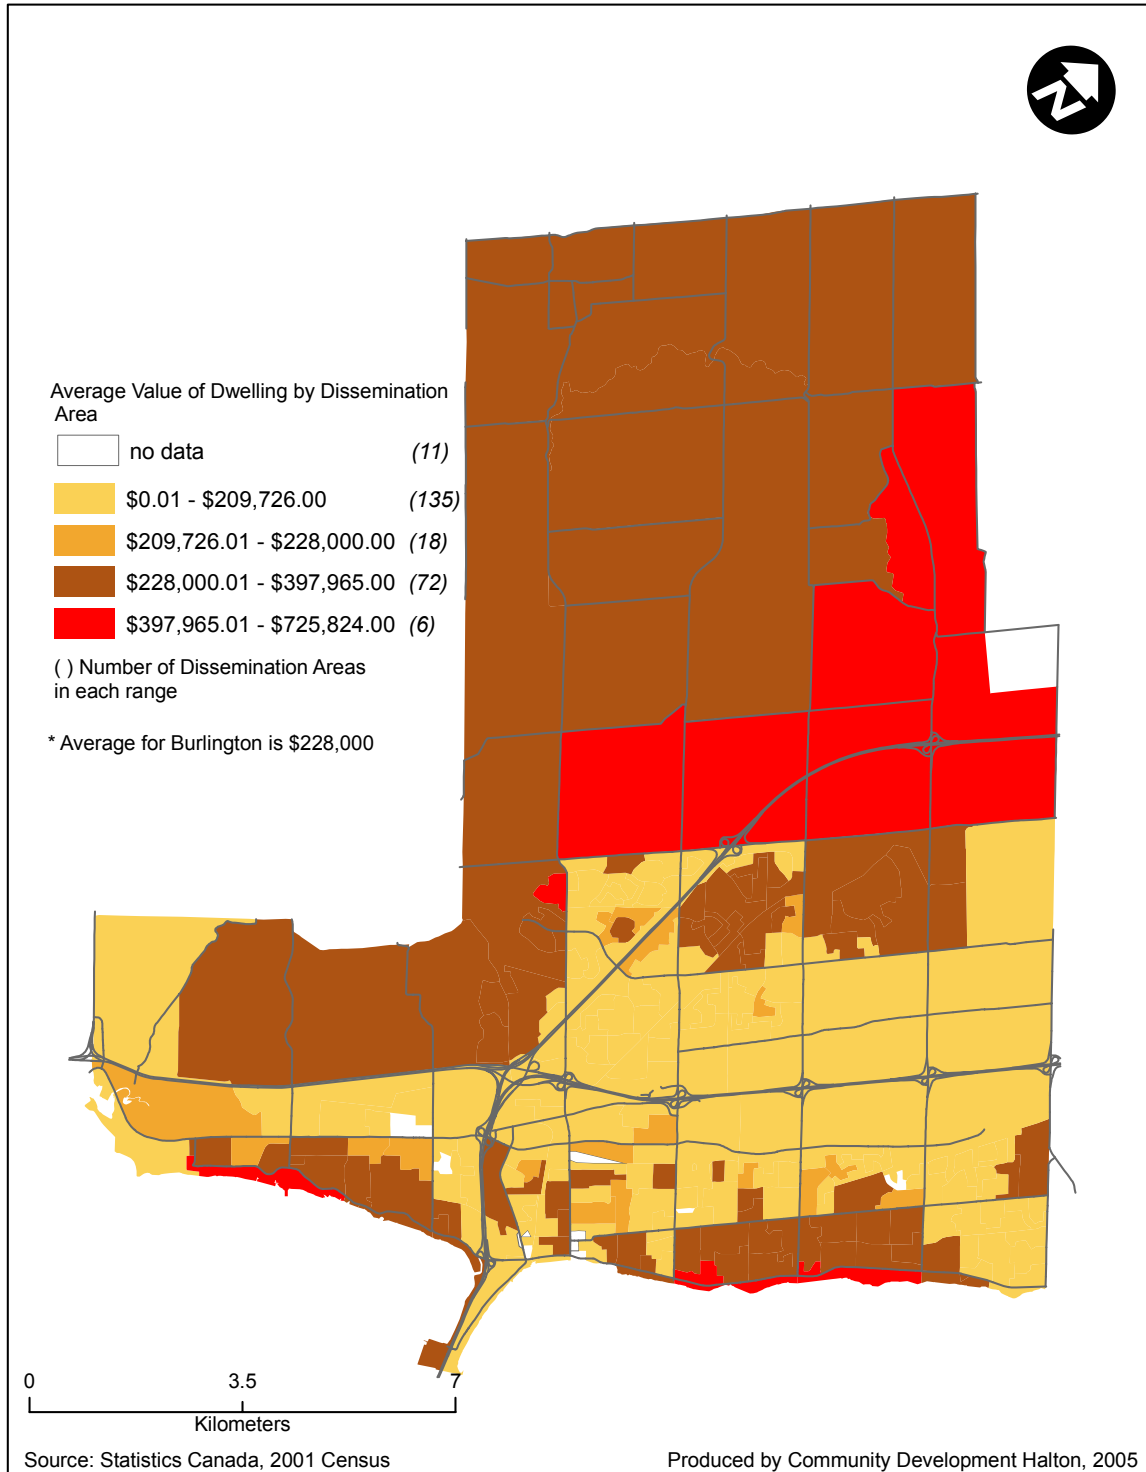 N
Average Value of Dwelling by Dissemination
Area
no data (11)
$0.01 - $209,726.00 (135)
$209,726.01 - $228,000.00 (18)
$228,000.01 - $397,965.00 (72)
$397,965.01 - $725,824.00 (6)
( ) Number of Dissemination Areas
in each range
* Average for Burlington is $228,000
0 3.5 7
Kilometers
Source: Statistics Canada, 2001 Census Produced by Community Development Halton, 2005